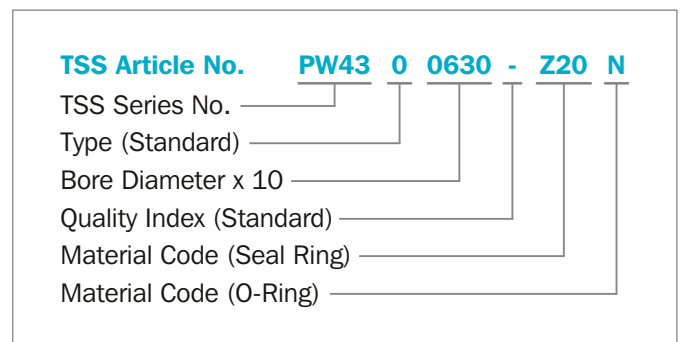 TSS Article No. PW43 0 0630 - Z20 N
TSS Series No.
Type (Standard)
Bore Diameter x 10
Quality Index (Standard)
Material Code (Seal Ring)
Material Code (O-Ring)